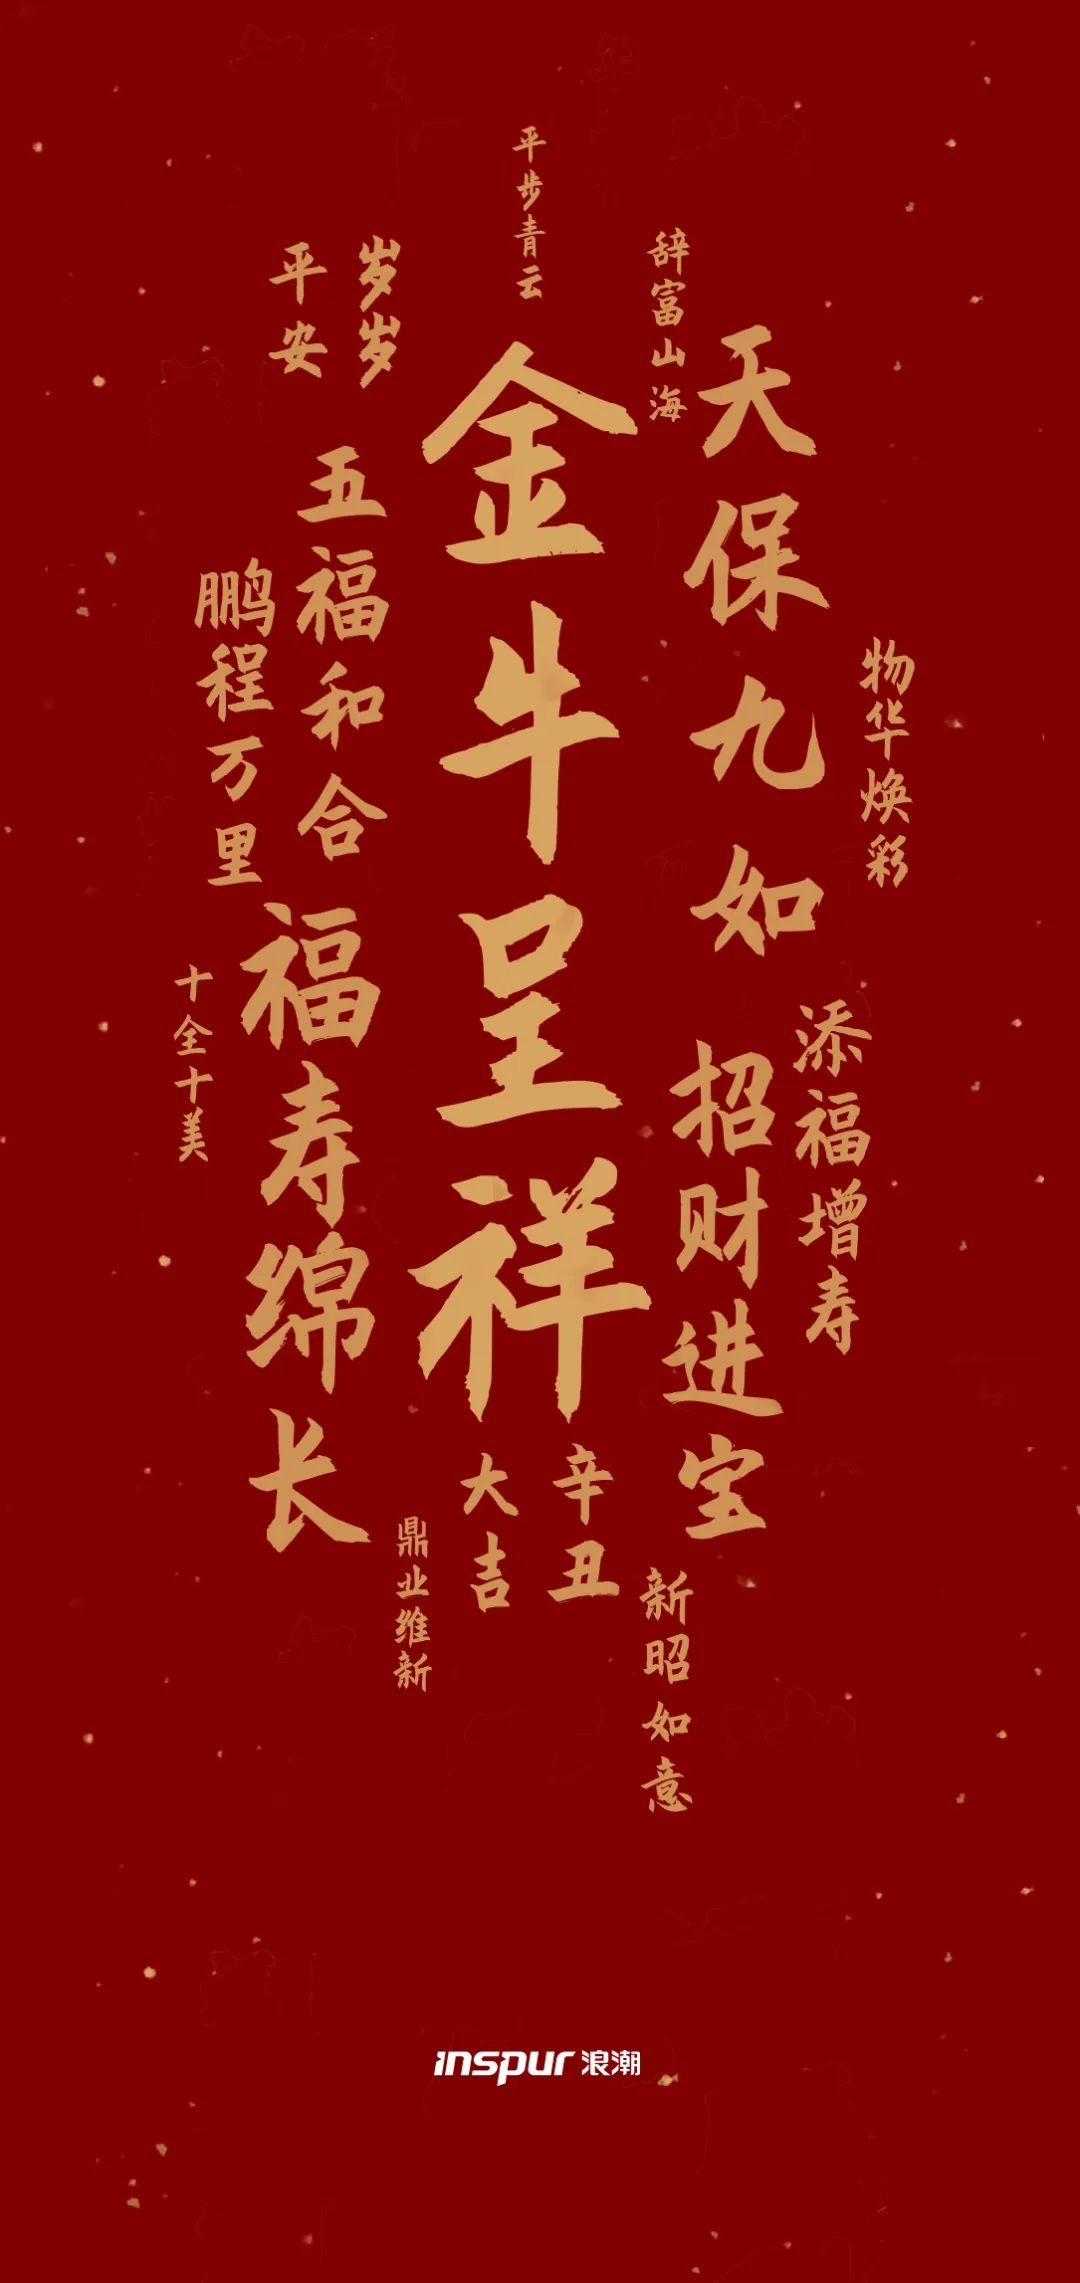 平步青云
辞富山海
岁岁
平安
天保九如
金牛呈祥
五福和合
鹏程万里
物华焕彩
福寿绵长
十全十美
添福增寿
招财进宝
辛丑
大吉
鼎业维新
新昭如意
inspur 浪潮